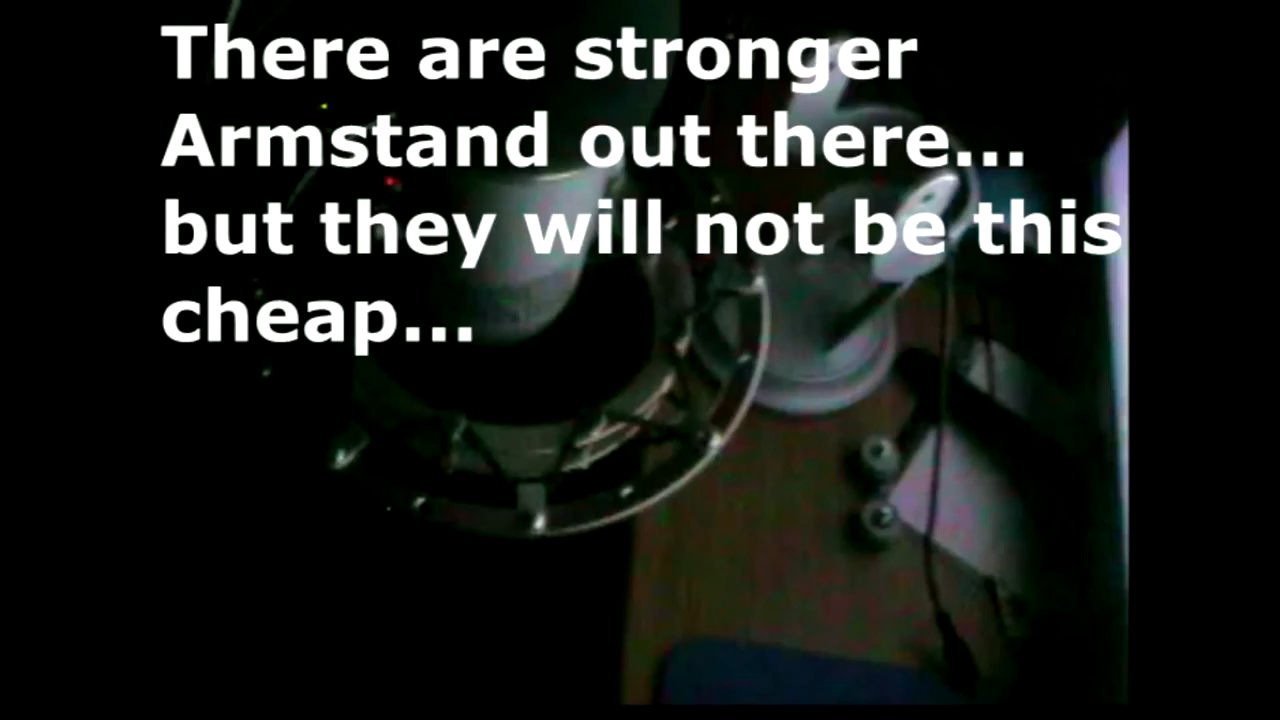 There are stronger
Armstand out there...
but they will not be this
cheap...